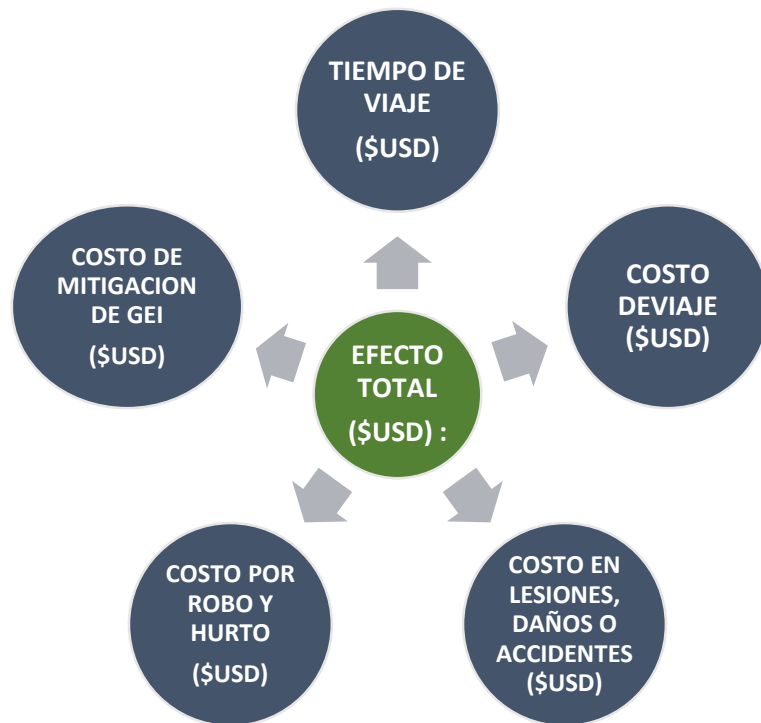 TIEMPO DE
VIAJE
($USD)
COSTO DE
MITIGACION
DE GEI
($USD)
COSTO
DEVIAJE
($USD)
EFECTO
TOTAL
($USD) :
COSTO POR
ROBO Y
HURTO
($USD)
COSTO EN
LESIONES,
DAÑOS O
ACCIDENTES
($USD)